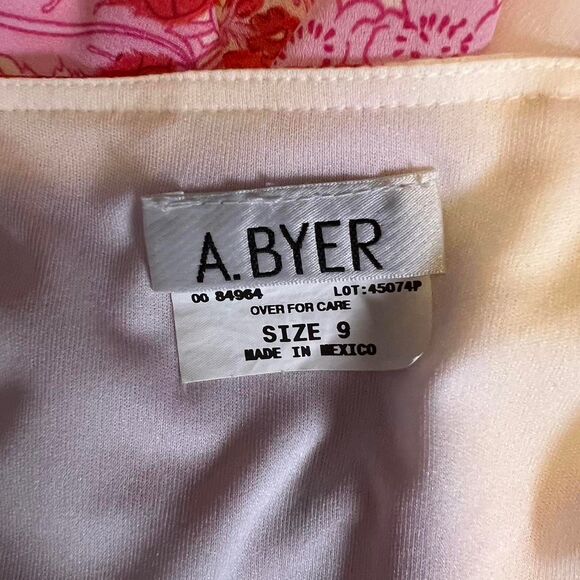 A.BYER
00 84964 LOT:45074P
OVER FOR CARE
SIZE 9
MADE IN MEXICO